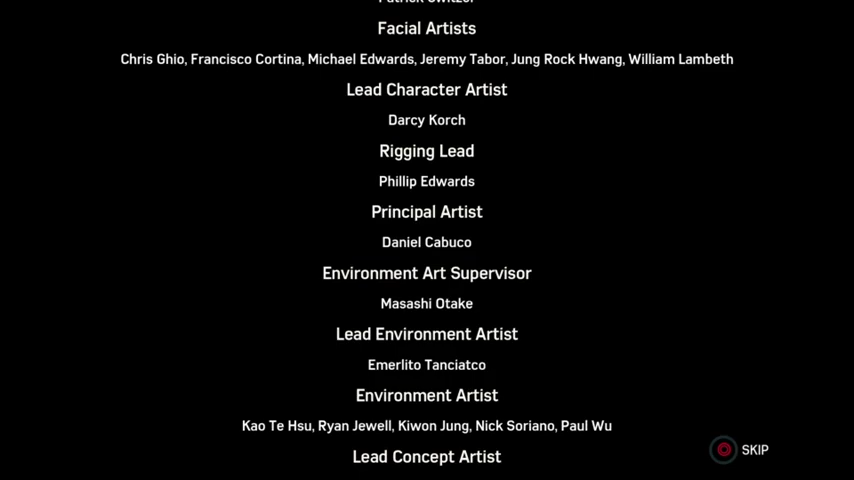 Patrick Switzer
Facial Artists
Chris Ghio, Francisco Cortina, Michael Edwards, Jeremy Tabor, Jung Rock Hwang, William Lambeth
Lead Character Artist
Darcy Korch
Rigging Lead
Phillip Edwards
Principal Artist
Daniel Cabuco
Environment Art Supervisor
Masashi Otake
Lead Environment Artist
Emerlito Tanciatco
Environment Artist
Kao Te Hsu, Ryan Jewell, Kiwon Jung, Nick Soriano, Paul Wu
SKIP
Lead Concept Artist